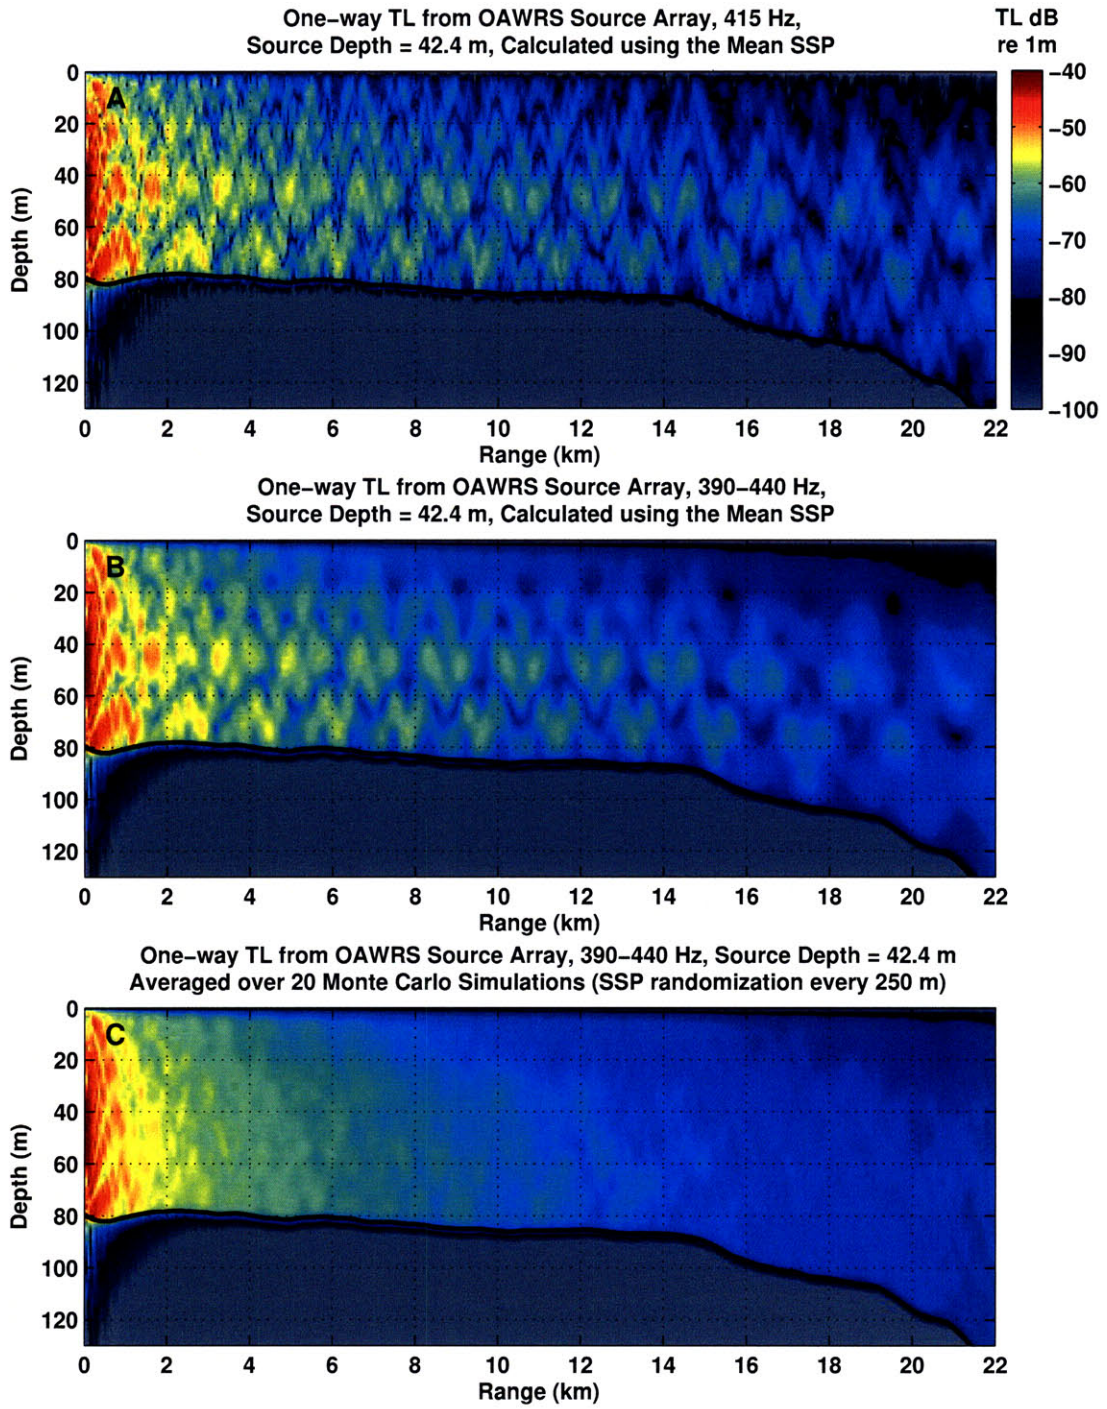 One-way TL from OAWRS Source Array, 415 Hz,
Source Depth = 42.4 m, Calculated using the Mean SSP
TL dB
re 1m
A
0
20
40
60
80
100
120
Depth (m)
0 2 4 6 8 10 12 14 16 18 20 22
Range (km)
−40
−50
−60
−70
−80
−90
−100
One-way TL from OAWRS Source Array, 390−440 Hz,
Source Depth = 42.4 m, Calculated using the Mean SSP
B
0
20
40
60
80
100
120
Depth (m)
0 2 4 6 8 10 12 14 16 18 20 22
Range (km)
One-way TL from OAWRS Source Array, 390−440 Hz, Source Depth = 42.4 m
Averaged over 20 Monte Carlo Simulations (SSP randomization every 250 m)
C
0
20
40
60
80
100
120
Depth (m)
0 2 4 6 8 10 12 14 16 18 20 22
Range (km)